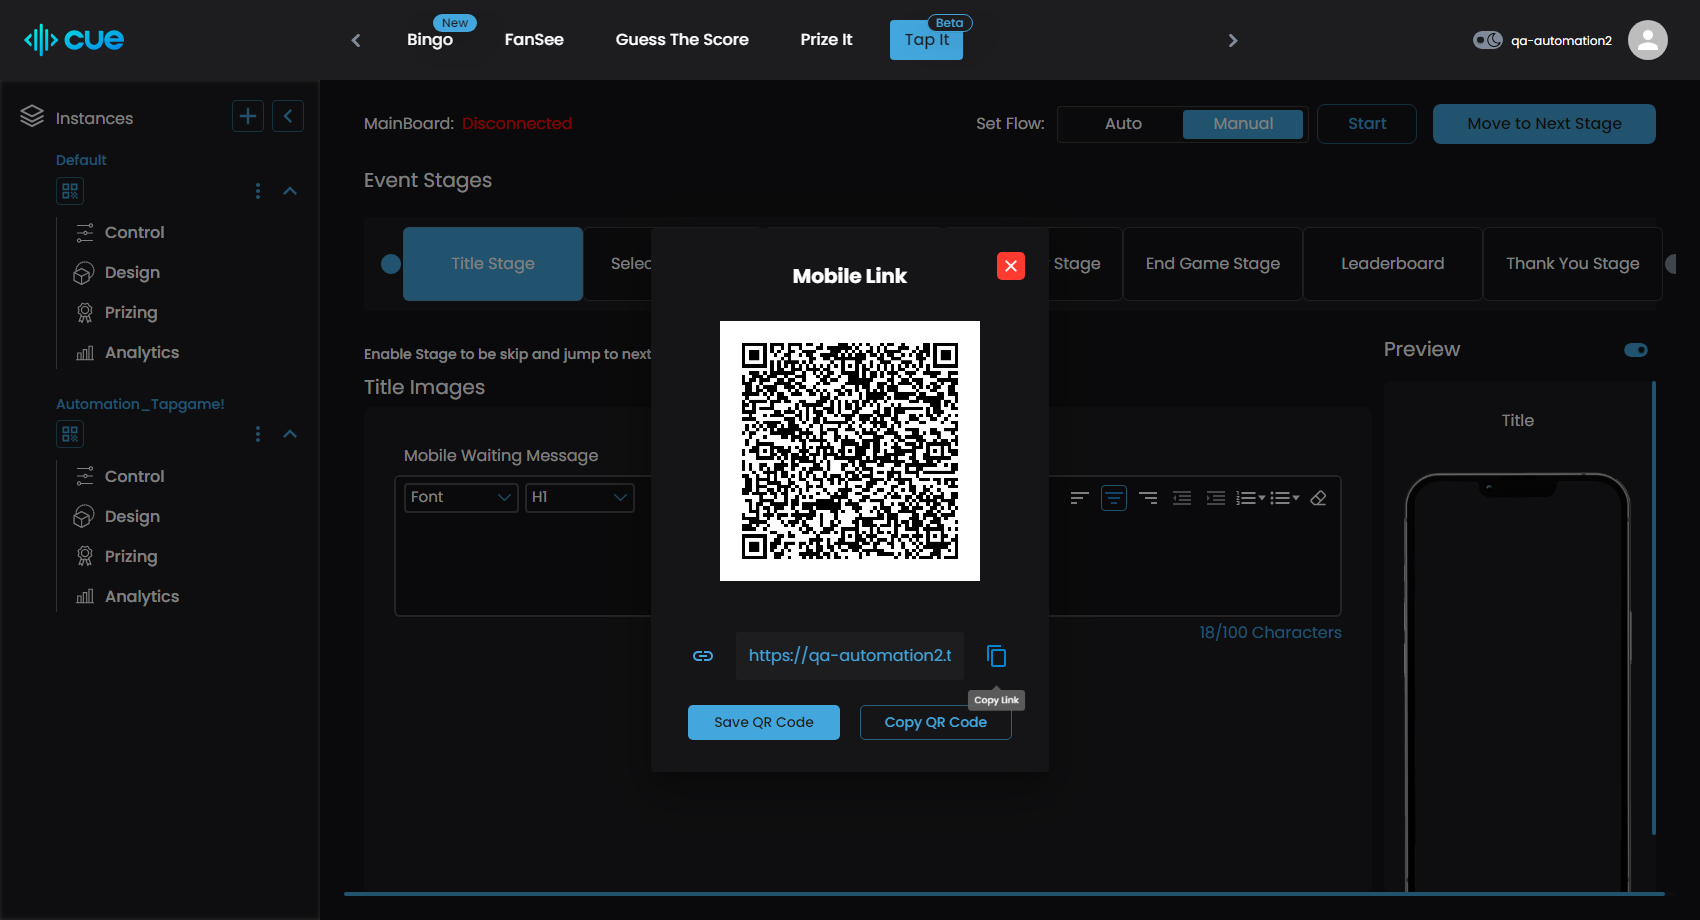 cue
New
Bingo
FanSee
Guess The Score
Prize It
Beta
Tap It
qa-automation2
Instances
Default
Control
Design
Prizing
Analytics
Automation_Tapgame!
Control
Design
Prizing
Analytics
MainBoard: Disconnected
Set Flow:
Auto
Manual
Start
Move to Next Stage
Event Stages
Title Stage
Selec
Stage
End Game Stage
Leaderboard
Thank You Stage
Enable Stage to be skip and jump to next
Title Images
Mobile Waiting Message
Font
H1
18/100 Characters
Preview
Title
Mobile Link
https://qa-automation2.t
Copy Link
Save QR Code
Copy QR Code